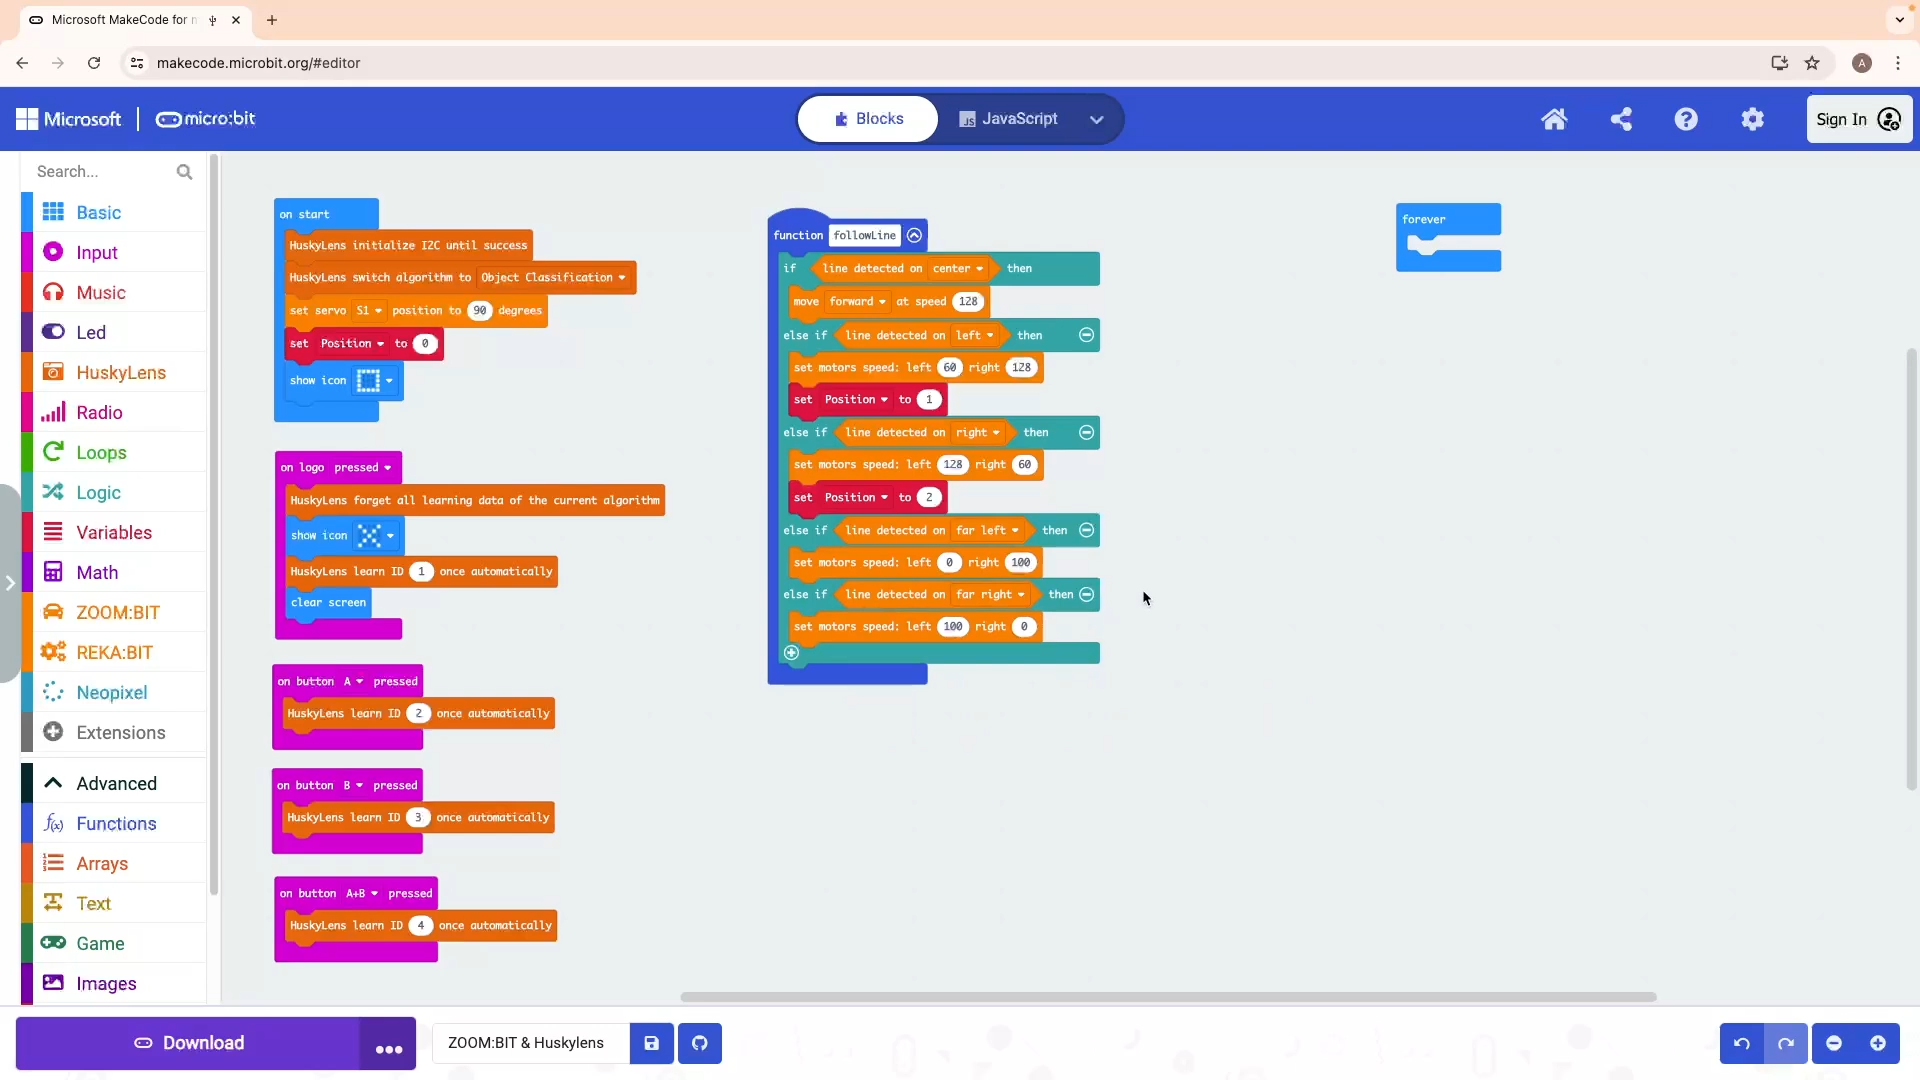 Microsoft MakeCode for m
makecode.microbit.org/#editor
A
Microsoft
micro:bit
Blocks
JS JavaScript
Sign In
Search...
Basic
Input
Music
Led
HuskyLens
Radio
Loops
Logic
Variables
Math
ZOOM:BIT
REKA:BIT
Neopixel
Extensions
Advanced
f(x) Functions
Arrays
Text
Game
Images
on start
HuskyLens initialize I2C until success
HuskyLens switch algorithm to Object Classification
set servo S1 position to 90 degrees
set Position to 0
show icon
on logo pressed
HuskyLens forget all learning data of the current algorithm
show icon
HuskyLens learn ID 1 once automatically
clear screen
on button A pressed
HuskyLens learn ID 2 once automatically
on button B pressed
HuskyLens learn ID 3 once automatically
on button A+B pressed
HuskyLens learn ID 4 once automatically
function followLine
if line detected on center then
move forward at speed 128
else if line detected on left then
set motors speed: left 60 right 128
set Position to 1
else if line detected on right then
set motors speed: left 128 right 60
set Position to 2
else if line detected on far left then
set motors speed: left 0 right 100
else if line detected on far right then
set motors speed: left 100 right 0
forever
Download
ZOOM:BIT & Huskylens